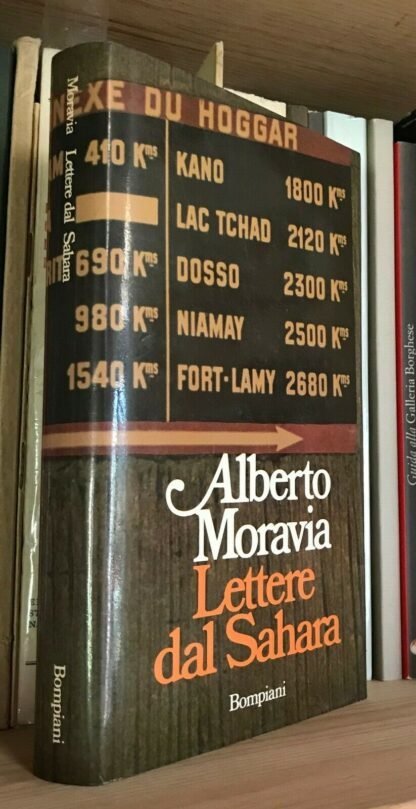 Moravia Lettere dal Sahara
Bompiani
XE DU HOGGAR
410 Kms
690 Kms
980 Kms
1540 Kms
KANO 1800 Kms
LAC TCHAD 2120 Kms
DOSSO 2300 Kms
NIAMAY 2500 Kms
FORT-LAMY 2680 Kms
Alberto
Moravia
Lettere
dal Sahara
Bompiani
Guida alla Galleria Borghese